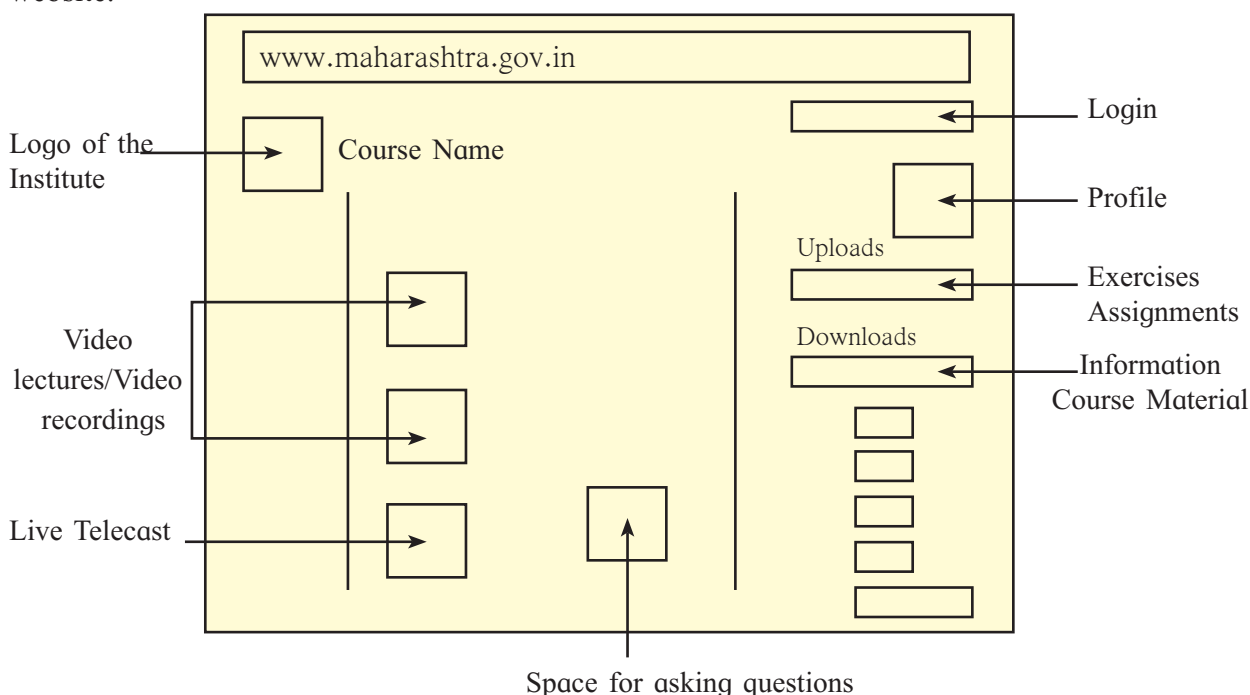 website.
www.maharashtra.gov.in
Login
Logo of the
Institute
Course Name
Profile
Uploads
Exercises
Assignments
Video
lectures/Video
recordings
Downloads
Information
Course Material
Live Telecast
Space for asking questions